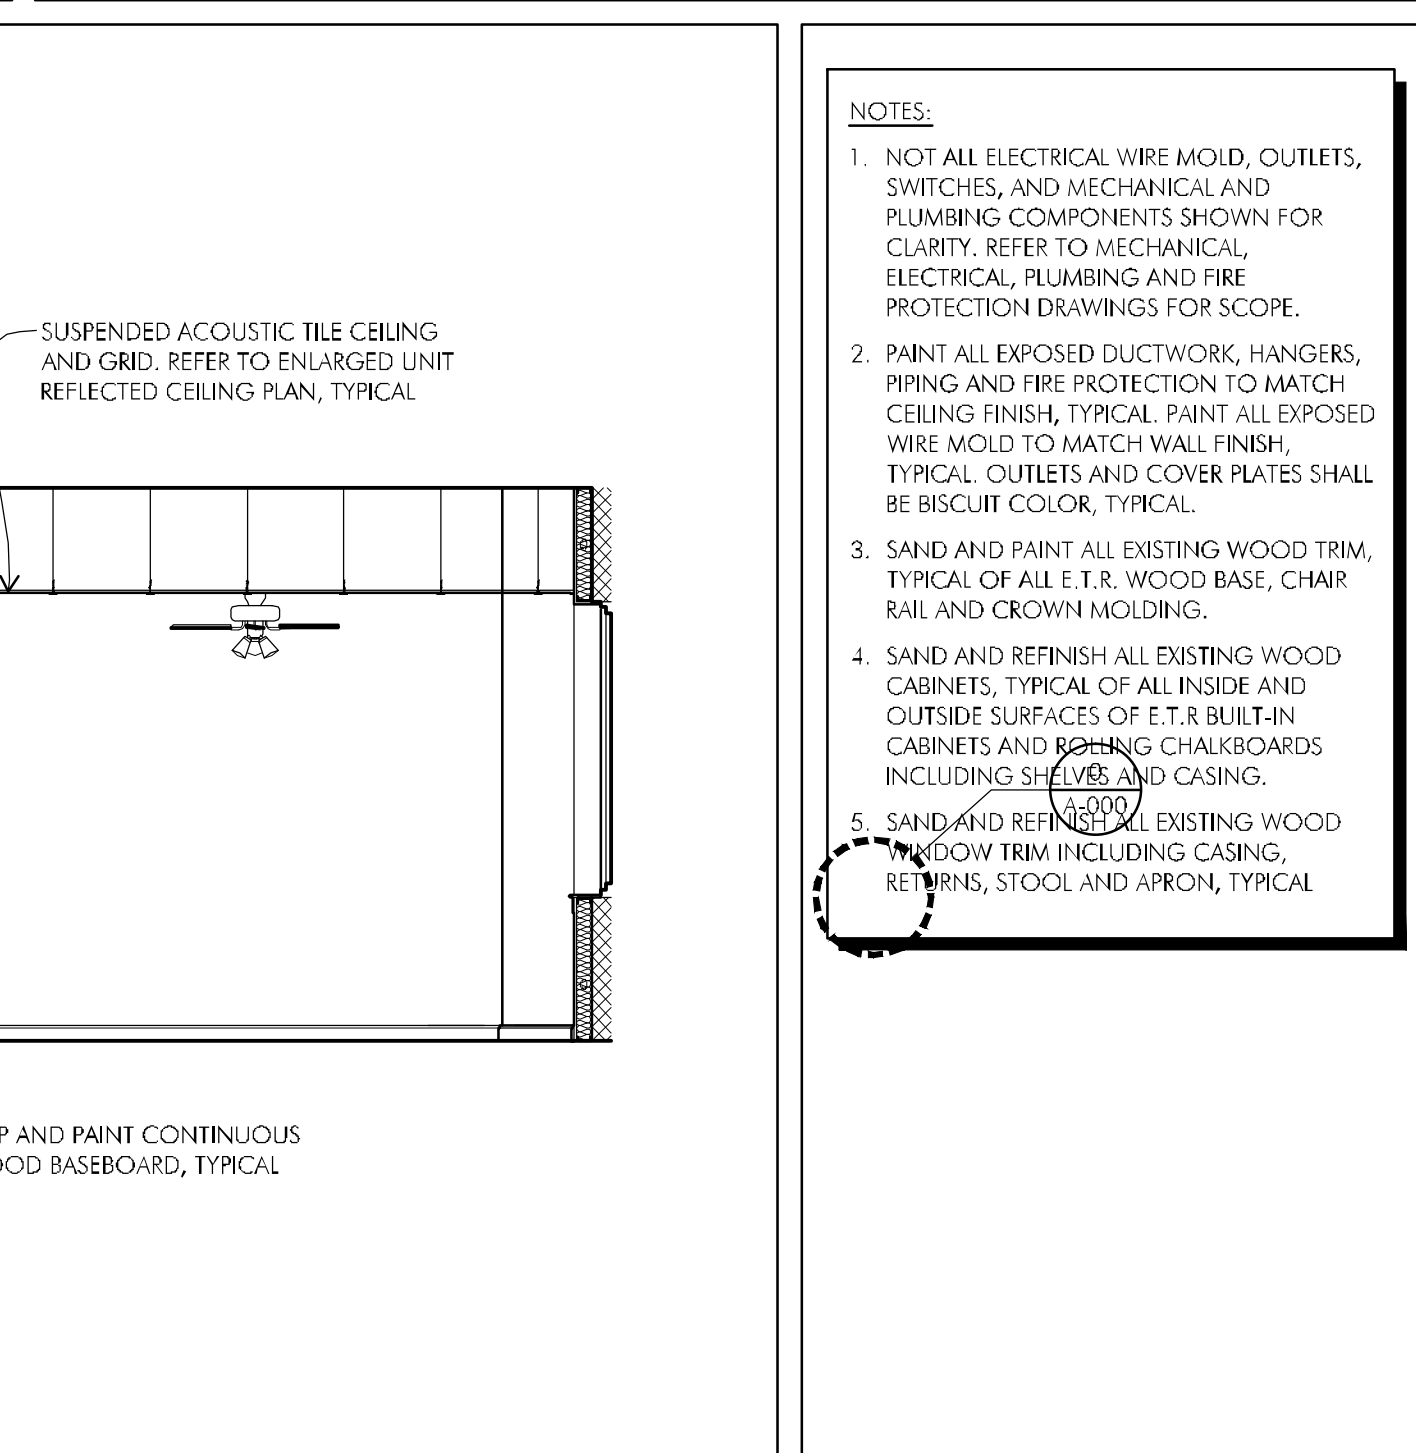 SUSPENDED ACOUSTIC TILE CEILING
AND GRID. REFER TO ENLARGED UNIT
REFLECTED CEILING PLAN, TYPICAL
P AND PAINT CONTINUOUS
OOD BASEBOARD, TYPICAL
NOTES:
1. NOT ALL ELECTRICAL WIRE MOLD, OUTLETS,
SWITCHES, AND MECHANICAL AND
PLUMBING COMPONENTS SHOWN FOR
CLARITY. REFER TO MECHANICAL,
ELECTRICAL, PLUMBING AND FIRE
PROTECTION DRAWINGS FOR SCOPE.
2. PAINT ALL EXPOSED DUCTWORK, HANGERS,
PIPING AND FIRE PROTECTION TO MATCH
CEILING FINISH, TYPICAL. PAINT ALL EXPOSED
WIRE MOLD TO MATCH WALL FINISH,
TYPICAL. OUTLETS AND COVER PLATES SHALL
BE BISCUIT COLOR, TYPICAL.
3. SAND AND PAINT ALL EXISTING WOOD TRIM,
TYPICAL OF ALL E.T.R. WOOD BASE, CHAIR
RAIL AND CROWN MOLDING.
4. SAND AND REFINISH ALL EXISTING WOOD
CABINETS, TYPICAL OF ALL INSIDE AND
OUTSIDE SURFACES OF E.T.R BUILT-IN
CABINETS AND ROLLING CHALKBOARDS
INCLUDING SHELVES AND CASING.
5. SAND AND REFINISH ALL EXISTING WOOD
WINDOW TRIM INCLUDING CASING,
RETURNS, STOOL AND APRON, TYPICAL
0
A-000